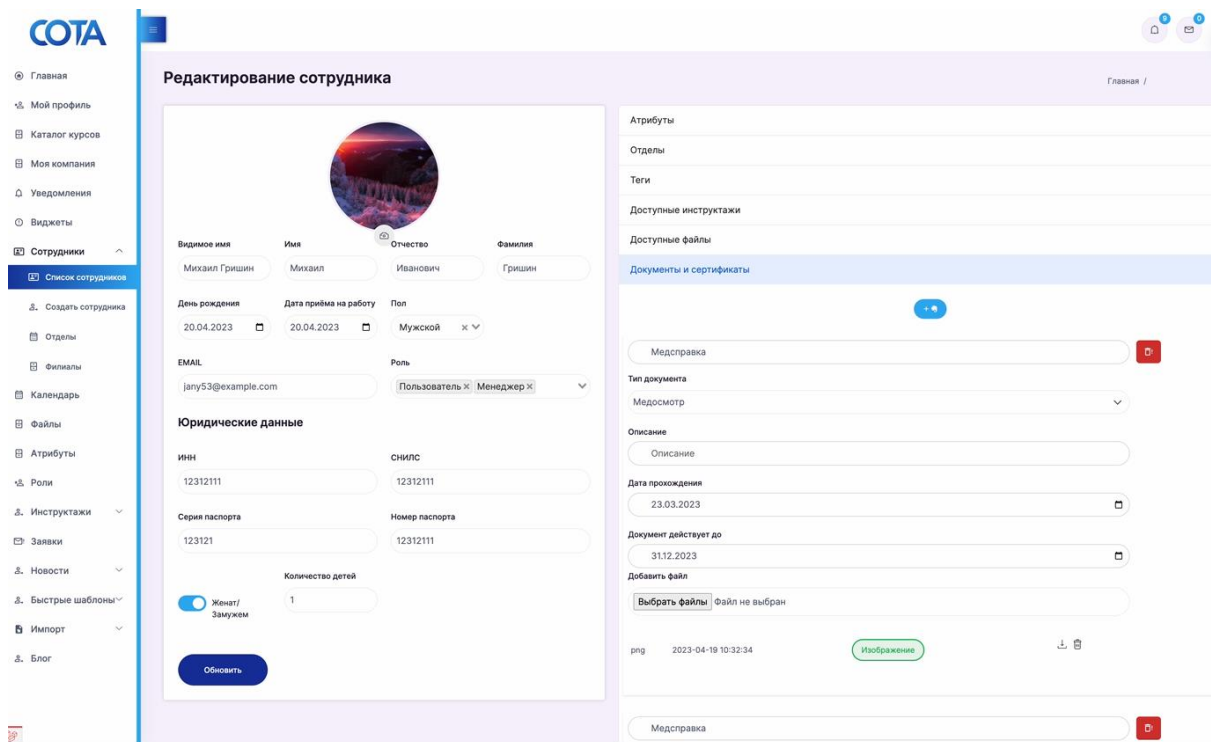 СОТА
9
0
Главная
Мой профиль
Каталог курсов
Моя компания
Уведомления
Виджеты
Сотрудники
Список сотрудников
Создать сотрудника
Отделы
Филиалы
Календарь
Файлы
Атрибуты
Роли
Инструктажи
Заявки
Новости
Быстрые шаблоны
Импорт
Блог
Редактирование сотрудника
Главная /
Видимое имя Имя Отчество Фамилия
Михаил Гришин Михаил Иванович Гришин
День рождения Дата приёма на работу Пол
20.04.2023 20.04.2023 Мужской ×
EMAIL Роль
jany53@example.com Пользователь × Менеджер ×
Юридические данные
ИНН СНИЛС
12312111 12312111
Серия паспорта Номер паспорта
123121 12312111
Количество детей
Женат/ 1
Замужем
Обновить
Атрибуты
Отделы
Теги
Доступные инструктажи
Доступные файлы
Документы и сертификаты
+
Медсправка
Тип документа
Медосмотр
Описание
Описание
Дата прохождения
23.03.2023
Документ действует до
31.12.2023
Добавить файл
Выбрать файлы Файл не выбран
png 2023-04-19 10:32:34 Изображение
Медсправка